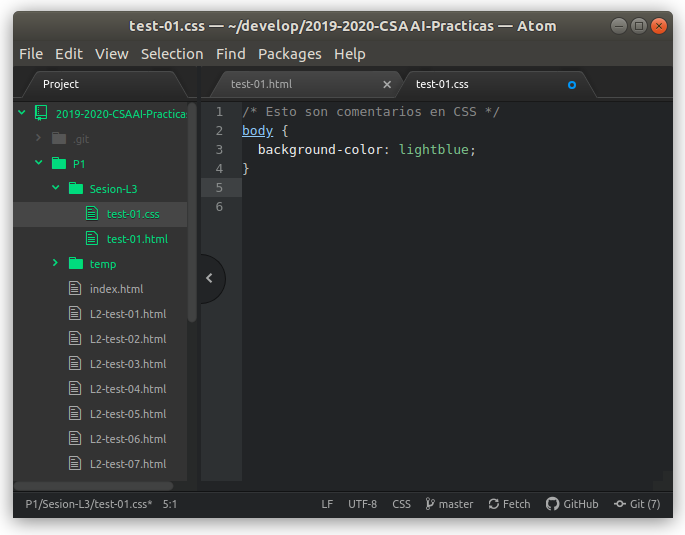 test-01.css — ~/develop/2019-2020-CSAAI-Practicas — Atom
File Edit View Selection Find Packages Help
Project
test-01.html
test-01.css
2019-2020-CSAAI-Practicas
.git
P1
Sesion-L3
test-01.css
test-01.html
temp
index.html
L2-test-01.html
L2-test-02.html
L2-test-03.html
L2-test-04.html
L2-test-05.html
L2-test-06.html
L2-test-07.html
1 /* Esto son comentarios en CSS */
2 body {
3 background-color: lightblue;
4 }
5
6
P1/Sesion-L3/test-01.css* 5:1 LF UTF-8 CSS master Fetch GitHub Git (7)